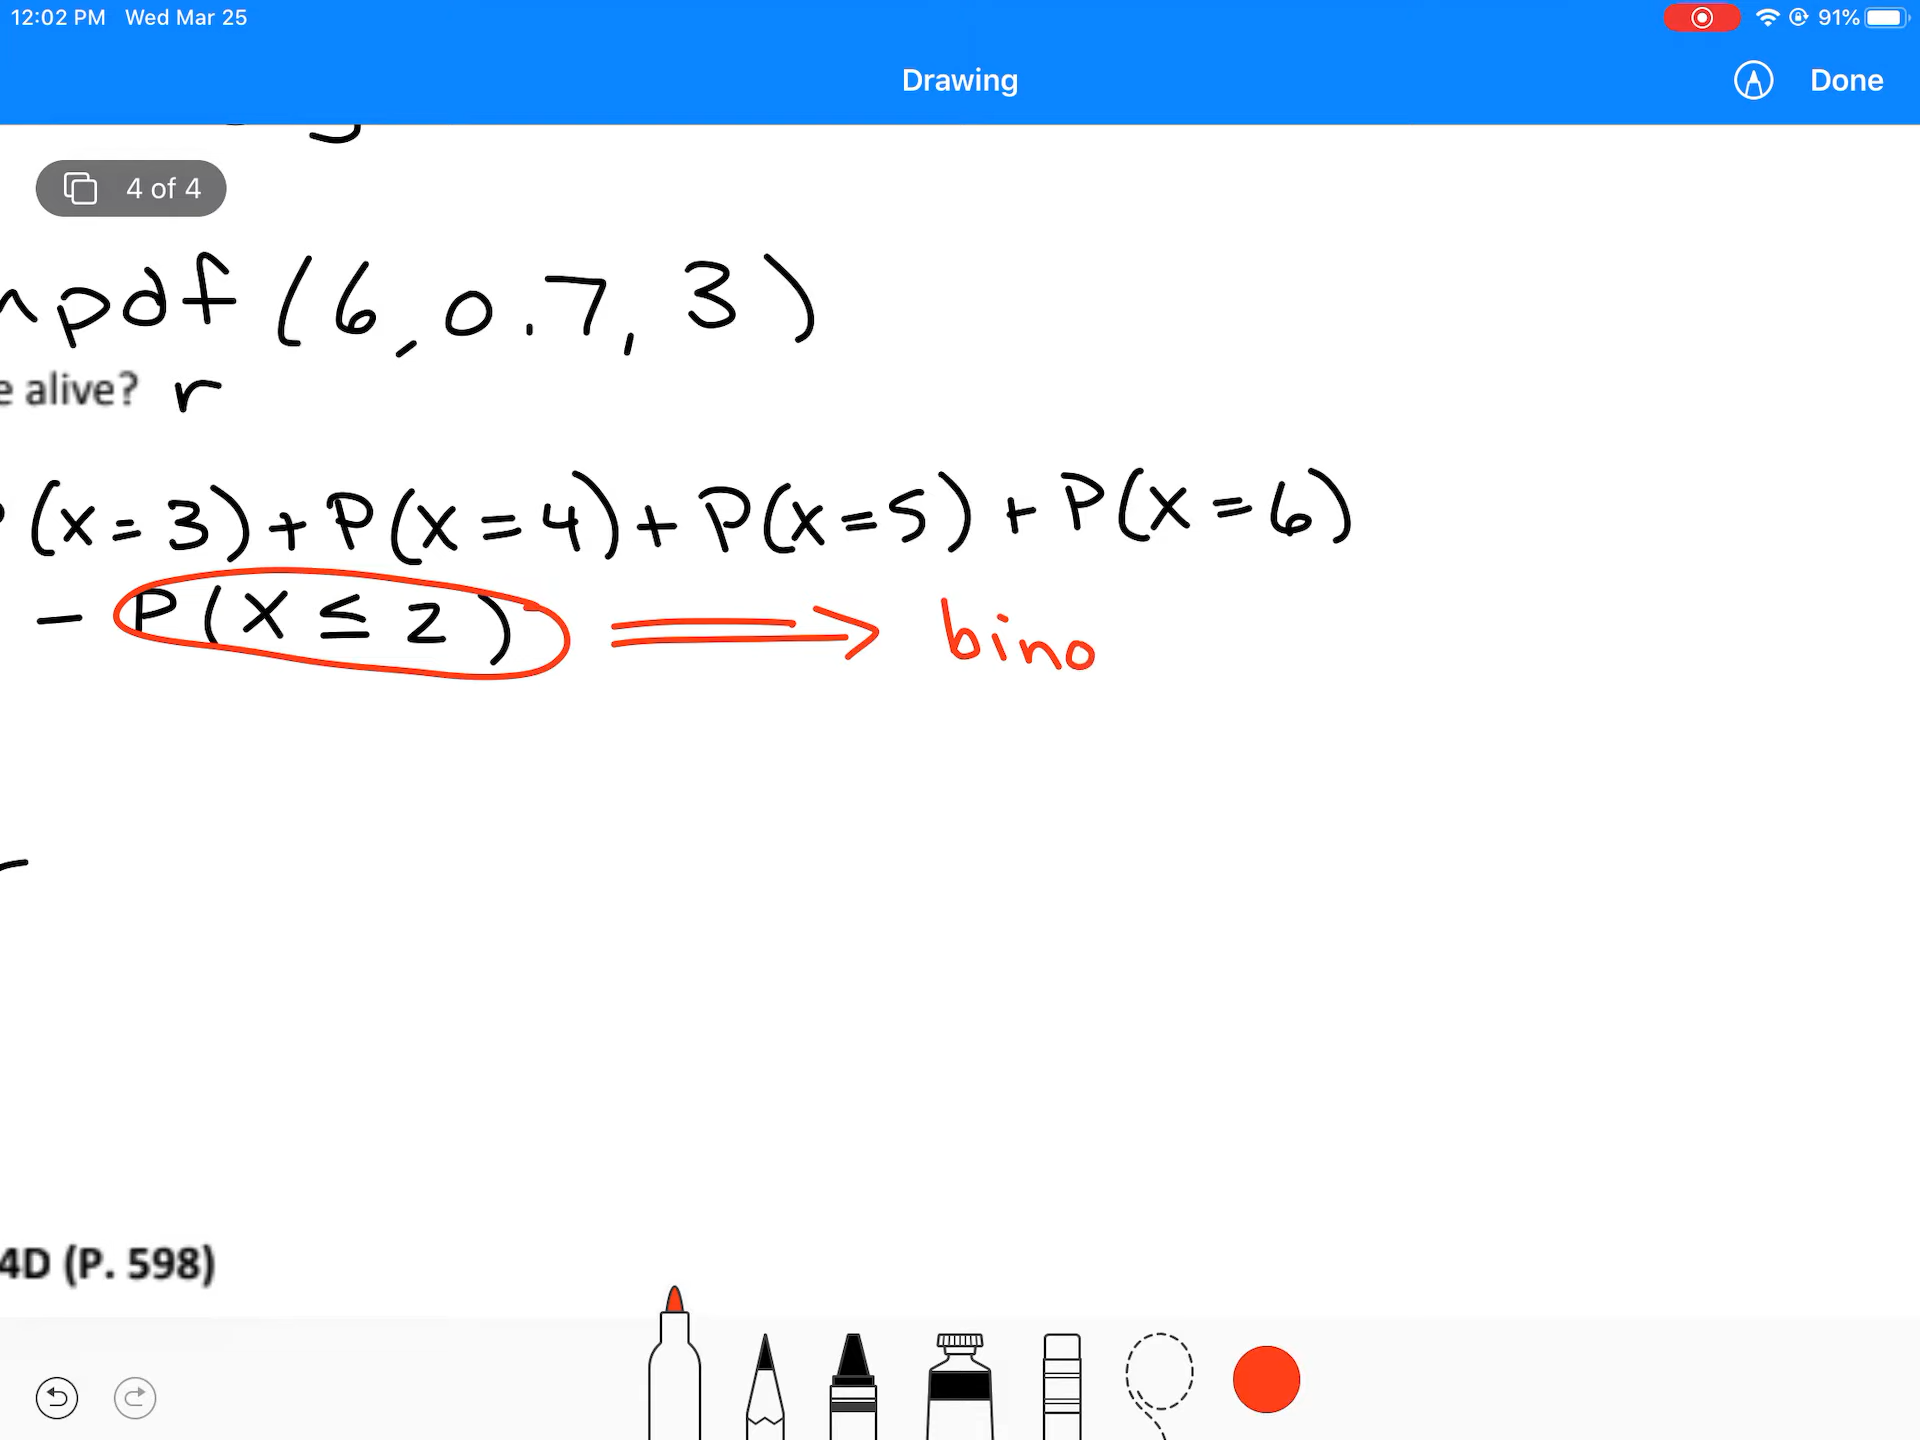 12:02 PM Wed Mar 25 91%
Drawing Done
4 of 4
npdf (6, 0.7, 3)
e alive? r
P(x=3)+P(x=4)+P(x=5)+P(x=6)
- P(X ≤ 2) bino
4D (P. 598)